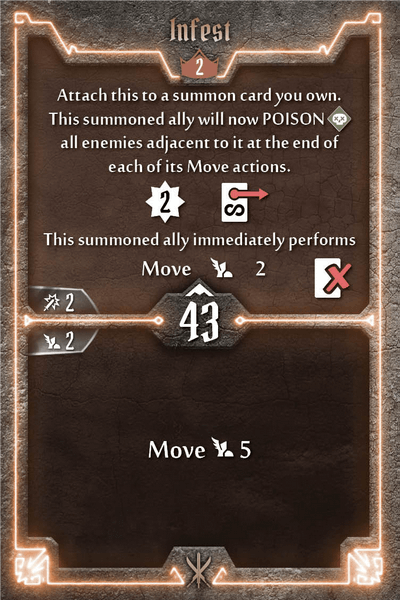 Infest
2
Attach this to a summon card you own.
This summoned ally will now POISON
all enemies adjacent to it at the end of
each of its Move actions.
2
This summoned ally immediately performs
Move 2
2
43
2
Move 5